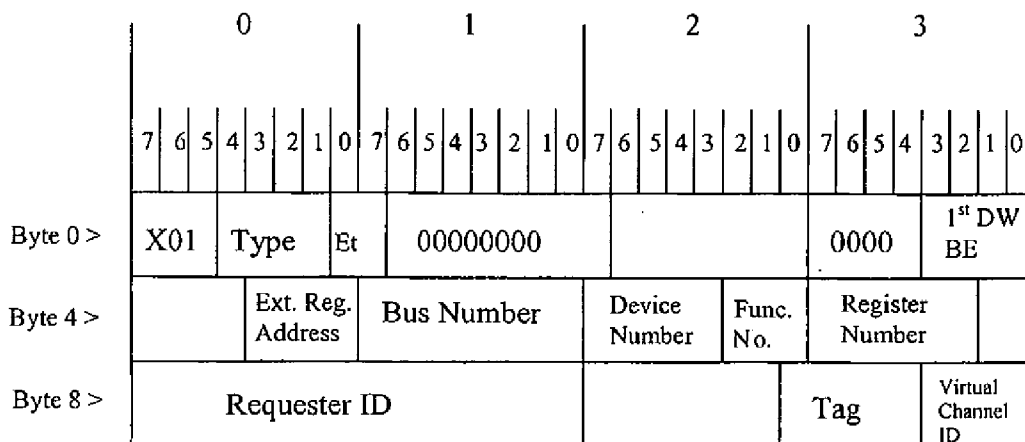 0 1 2 3
7 6 5 4 3 2 1 0 7 6 5 4 3 2 1 0 7 6 5 4 3 2 1 0 7 6 5 4 3 2 1 0
Byte 0 > X01 Type Et 00000000 0000 1st DW
BE
Byte 4 > Ext. Reg.
Address Bus Number Device
Number Func.
No. Register
Number
Byte 8 > Requester ID Tag Virtual
Channel
ID